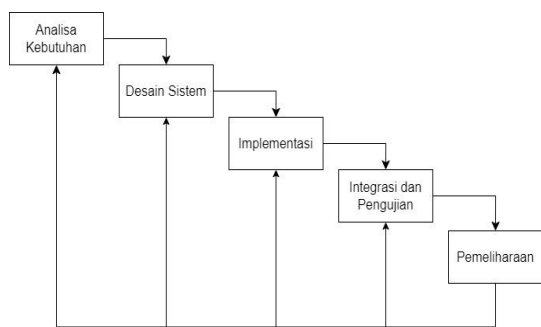 Analisa
Kebutuhan
Desain Sistem
Implementasi
Integrasi dan
Pengujian
Pemeliharaan